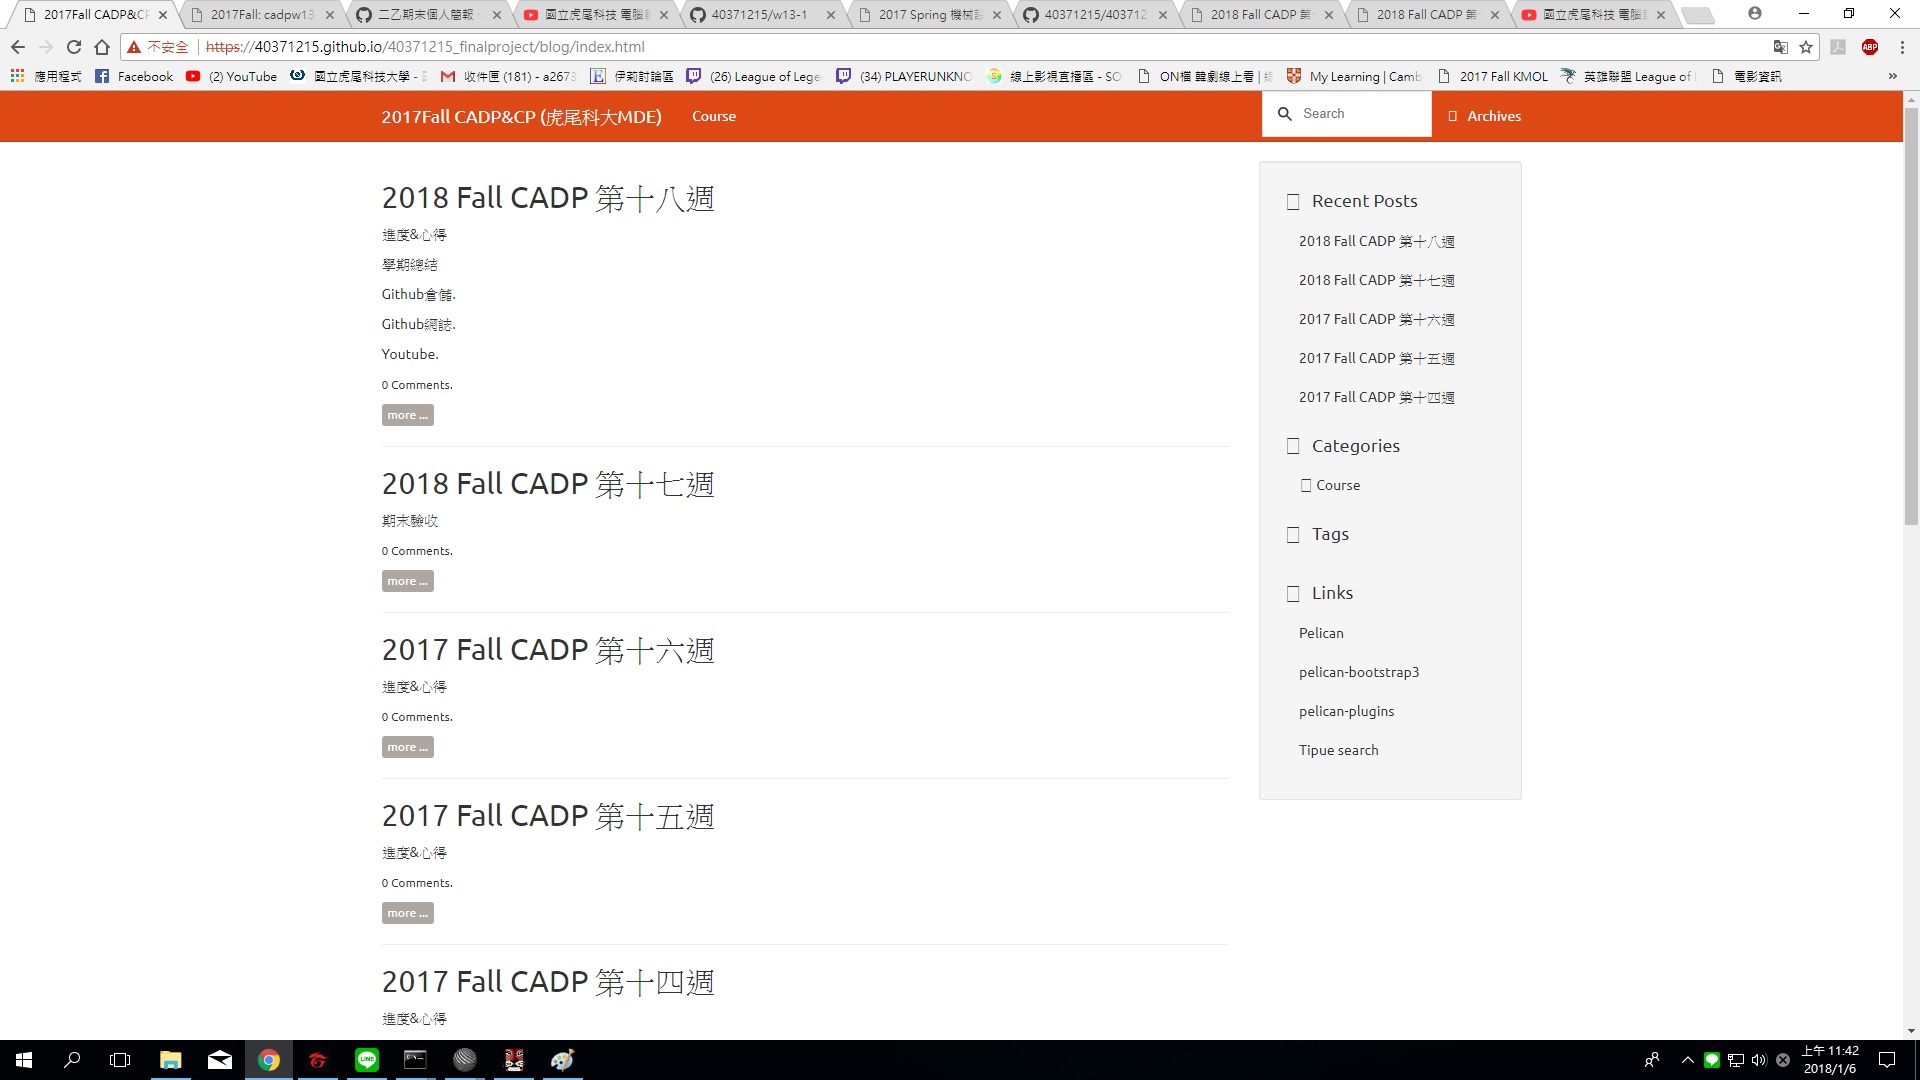 2017Fall CADP&CP
2017Fall: cadpw13
二乙期末個人簡報
國立虎尾科技 電腦
40371215/w13-1
2017 Spring 機械設
40371215/403712
2018 Fall CADP 第
2018 Fall CADP 第
國立虎尾科技 電腦
不安全 https://40371215.github.io/40371215_finalproject/blog/index.html
應用程式
Facebook
(2) YouTube
國立虎尾科技大學 -
收件匣 (181) - a2673
伊莉討論區
(26) League of Lege
(34) PLAYERUNKNO
線上影視直播區 - SO
ON檔 韓劇線上看 |
My Learning | Camb
2017 Fall KMOL
英雄聯盟 League of
電影資訊
»
2017Fall CADP&CP (虎尾科大MDE) Course Search Archives
2018 Fall CADP 第十八週
進度&心得
學期總結
Github倉儲.
Github網誌.
Youtube.
0 Comments.
more ...
2018 Fall CADP 第十七週
期末驗收
0 Comments.
more ...
2017 Fall CADP 第十六週
進度&心得
0 Comments.
more ...
2017 Fall CADP 第十五週
進度&心得
0 Comments.
more ...
2017 Fall CADP 第十四週
進度&心得
Recent Posts
2018 Fall CADP 第十八週
2018 Fall CADP 第十七週
2017 Fall CADP 第十六週
2017 Fall CADP 第十五週
2017 Fall CADP 第十四週
Categories
Course
Tags
Links
Pelican
pelican-bootstrap3
pelican-plugins
Tipue search
上午 11:42
2018/1/6